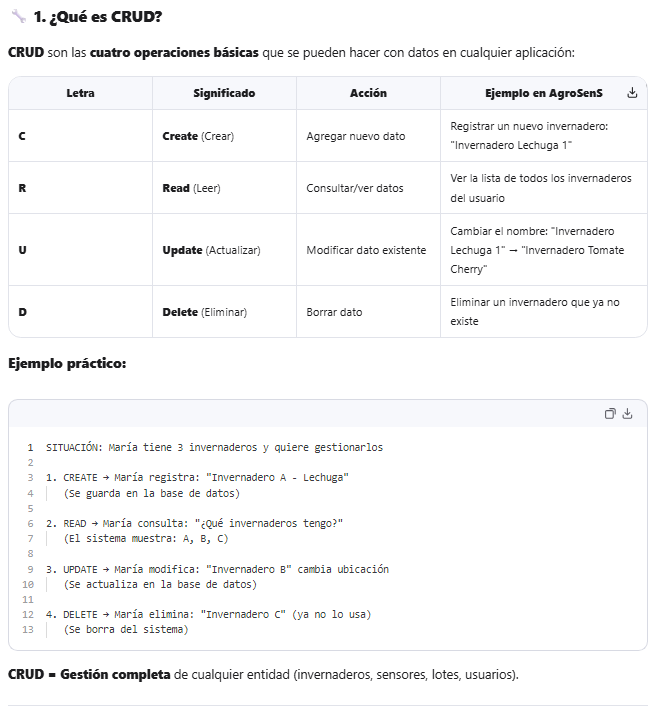 🔧 1. ¿Qué es CRUD?
CRUD son las cuatro operaciones básicas que se pueden hacer con datos en cualquier aplicación:
Letra Significado Acción Ejemplo en AgroSenS
C Create (Crear) Agregar nuevo dato Registrar un nuevo invernadero:
"Invernadero Lechuga 1"
R Read (Leer) Consultar/ver datos Ver la lista de todos los invernaderos
del usuario
U Update (Actualizar) Modificar dato existente Cambiar el nombre: "Invernadero
Lechuga 1" → "Invernadero Tomate
Cherry"
D Delete (Eliminar) Borrar dato Eliminar un invernadero que ya no
existe
Ejemplo práctico:
1 SITUACIÓN: María tiene 3 invernaderos y quiere gestionarlos
2
3 1. CREATE → María registra: "Invernadero A - Lechuga"
4 (Se guarda en la base de datos)
5
6 2. READ → María consulta: "¿Qué invernaderos tengo?"
7 (El sistema muestra: A, B, C)
8
9 3. UPDATE → María modifica: "Invernadero B" cambia ubicación
10 (Se actualiza en la base de datos)
11
12 4. DELETE → María elimina: "Invernadero C" (ya no lo usa)
13 (Se borra del sistema)
CRUD = Gestión completa de cualquier entidad (invernaderos, sensores, lotes, usuarios).